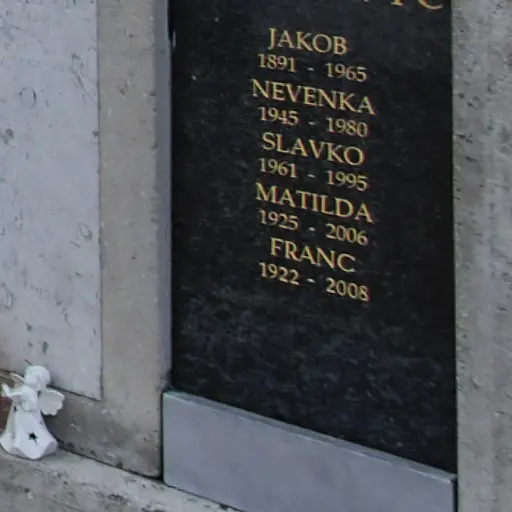 JAKOB
1891 - 1965
NEVENKA
1945 - 1980
SLAVKO
1961 - 1995
MATILDA
1925 - 2006
FRANC
1922 - 2008